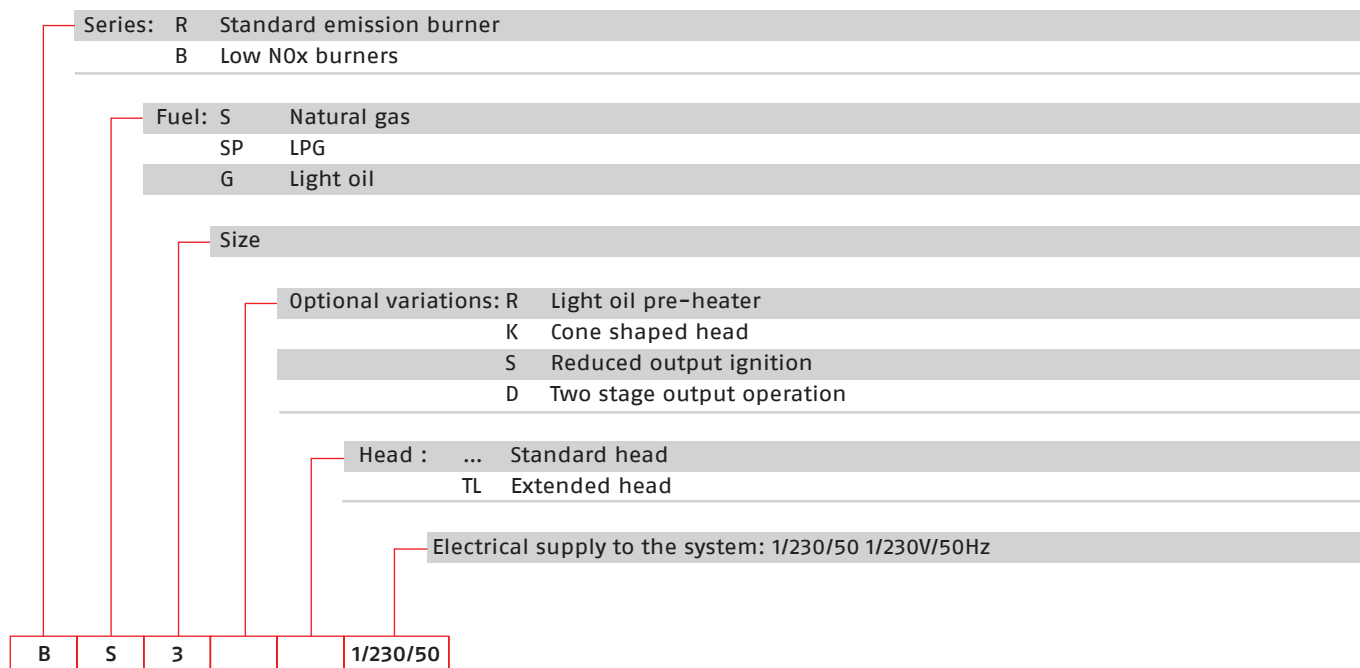 Series: R Standard emission burner
B Low NOx burners
Fuel: S Natural gas
SP LPG
G Light oil
Size
Optional variations: R Light oil pre-heater
K Cone shaped head
S Reduced output ignition
D Two stage output operation
Head : ... Standard head
TL Extended head
Electrical supply to the system: 1/230/50 1/230V/50Hz
B S 3 1/230/50